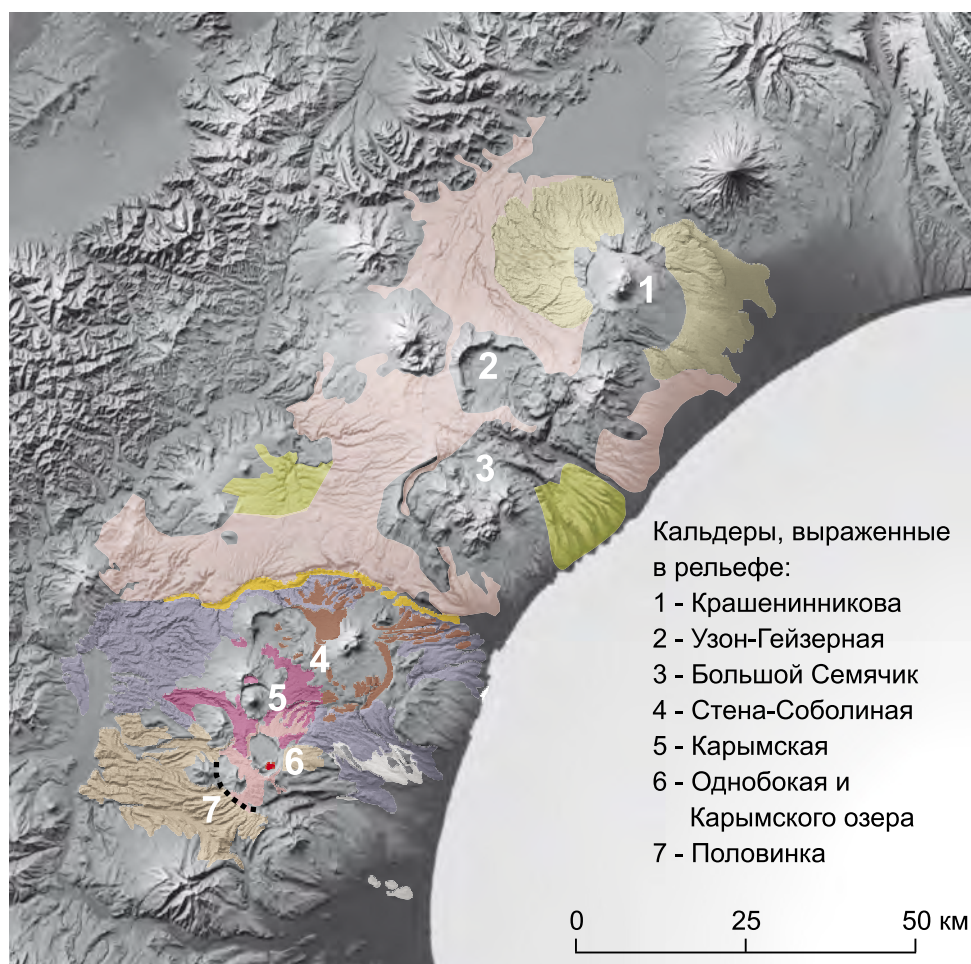 1
2
3
4
5
6
7
Кальдеры, выраженные
в рельефе:
1 - Крашенинникова
2 - Узон-Гейзерная
3 - Большой Семячик
4 - Стена-Соболиная
5 - Карымская
6 - Однобокая и
Карымского озера
7 - Половинка
0 25 50 км